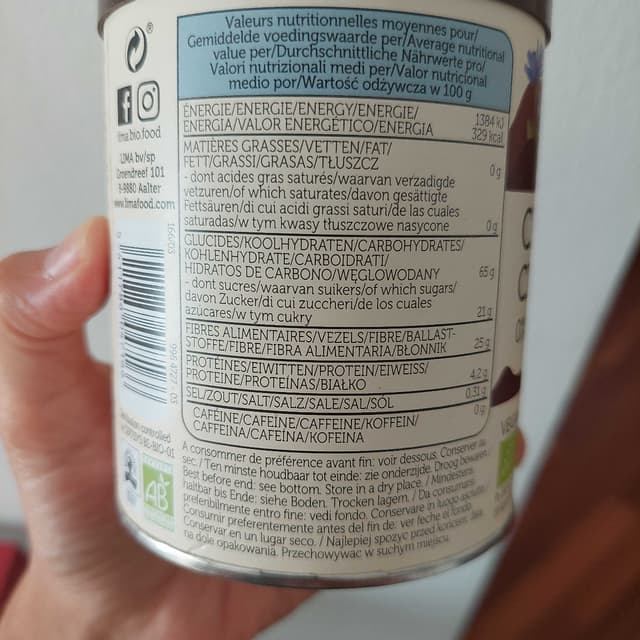 Valeurs nutritionnelles moyennes pour/
Gemiddelde voedingswaarde per/Average nutritional
value per/Durchschnittliche Nährwerte pro/
Valori nutrizionali medi per/Valor nutricional
medio por/Wartość odżywcza w 100 g
ÉNERGIE/ENERGIE/ENERGY/ENERGIE/
ENERGIA/VALOR ENERGÉTICO/ENERGIA
1384 kJ
329 kcal
MATIÈRES GRASSES/VETTEN/FAT/
FETT/GRASSI/GRASAS/TŁUSZCZ
0 g
- dont acides gras saturés/waarvan verzadigde
vetzuren/of which saturates/davon gesättigte
Fettsäuren/di cui acidi grassi saturi/de las cuales
saturadas/w tym kwasy tłuszczowe nasycone
0 g
GLUCIDES/KOOLHYDRATEN/CARBOHYDRATES/
KOHLENHYDRATE/CARBOIDRATI/
HIDRATOS DE CARBONO/WĘGLOWODANY
65 g
- dont sucres/waarvan suikers/of which sugars/
davon Zucker/di cui zuccheri/de los cuales
azúcares/w tym cukry
21 g
FIBRES ALIMENTAIRES/VEZELS/FIBRE/BALLAST-
STOFFE/FIBRE/FIBRA ALIMENTARIA/BŁONNIK
25 g
PROTÉINES/EIWITTEN/PROTEIN/EIWEISS/
PROTEINE/PROTEÍNAS/BIAŁKO
4,2 g
SEL/ZOUT/SALT/SALZ/SALE/SAL/SÓL
0,31 g
CAFÉINE/CAFEÏNE/CAFFEINE/KOFFEIN/
CAFFEINA/CAFEÍNA/KOFEINA
0 g
A consommer de préférence avant fin: voir dessous. Conserver au
sec. / Ten minste houdbaar tot einde: zie onderzijde. Droog bewaren. /
Best before end: see bottom. Store in a dry place. / Mindestens
haltbar bis Ende: siehe Boden. Trocken lagern. / Da consumarsi
preferibilmente entro fine: vedi fondo. Conservare in luogo asciutto. /
Consumir preferentemente antes del fin de: ver fecha el fondo.
Conservar en un lugar seco. / Najlepiej spożyć przed końcem: data
na dole opakowania. Przechowywać w suchym miejscu.
lima.bio.food
LIMA bv/sp
Groendreef 101
B-9880 Aalter
www.limafood.com
166/03
controlled
BE-BIO-01
AB